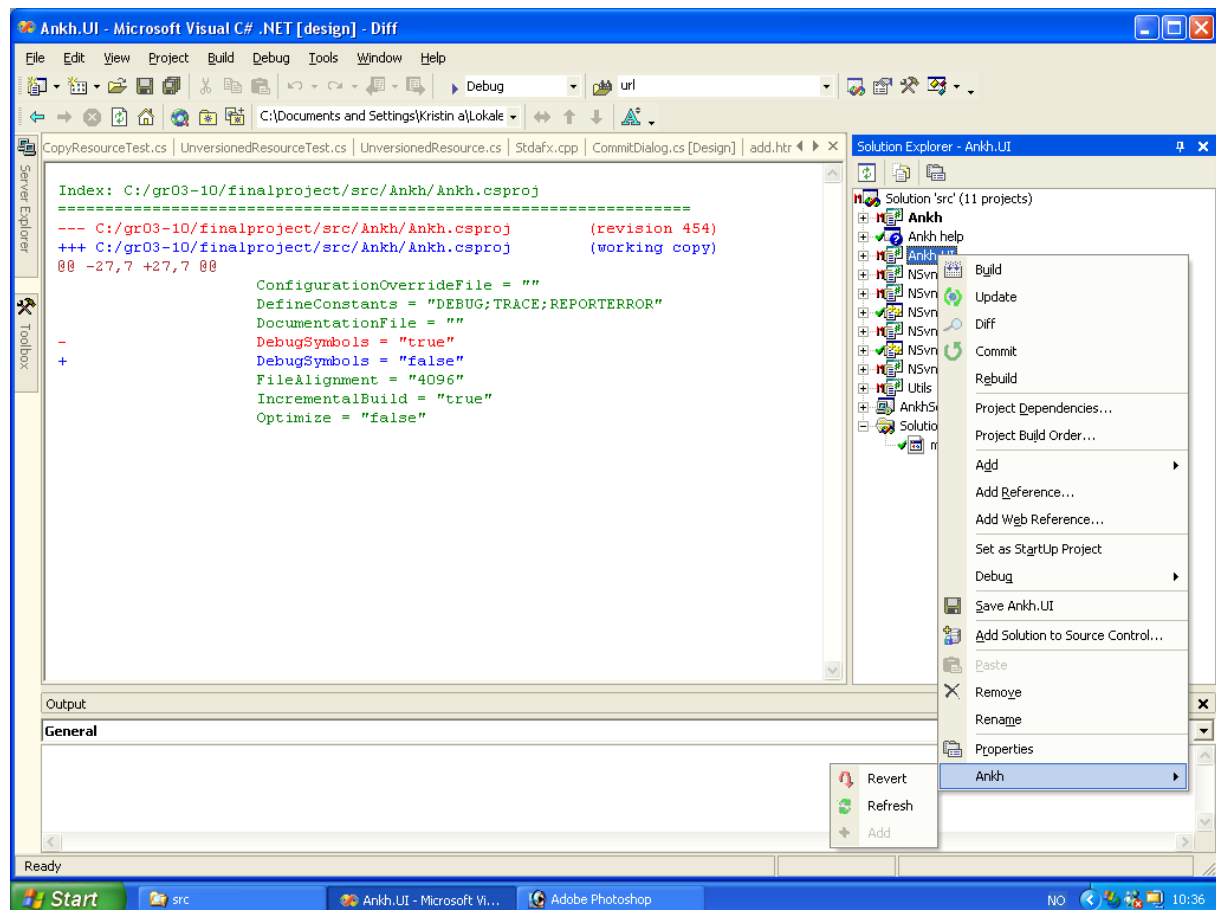 Ankh.UI - Microsoft Visual C# .NET [design] - Diff
File Edit View Project Build Debug Tools Window Help
Debug url
C:\Documents and Settings\Kristin a\Lokale
CopyResourceTest.cs UnversionedResourceTest.cs UnversionedResource.cs Stdafx.cpp CommitDialog.cs [Design] add.htr
Server Explorer
Toolbox
Index: C:/gr03-10/finalproject/src/Ankh/Ankh.csproj
===================================================================
--- C:/gr03-10/finalproject/src/Ankh/Ankh.csproj (revision 454)
+++ C:/gr03-10/finalproject/src/Ankh/Ankh.csproj (working copy)
@@ -27,7 +27,7 @@
ConfigurationOverrideFile = ""
DefineConstants = "DEBUG;TRACE;REPORTERROR"
DocumentationFile = ""
- DebugSymbols = "true"
+ DebugSymbols = "false"
FileAlignment = "4096"
IncrementalBuild = "true"
Optimize = "false"
Solution Explorer - Ankh.UI
Solution 'src' (11 projects)
Ankh
Ankh help
Ankh.UI
NSvn
NSvn
NSvn
NSvn
NSvn
NSvn
Utils
AnkhS
Solutio
m
Build
Update
Diff
Commit
Rebuild
Project Dependencies...
Project Build Order...
Add
Add Reference...
Add Web Reference...
Set as StartUp Project
Debug
Save Ankh.UI
Add Solution to Source Control...
Paste
Remove
Rename
Properties
Ankh
Revert
Refresh
Add
Output
General
Ready
Start src Ankh.UI - Microsoft Vi... Adobe Photoshop NO 10:36